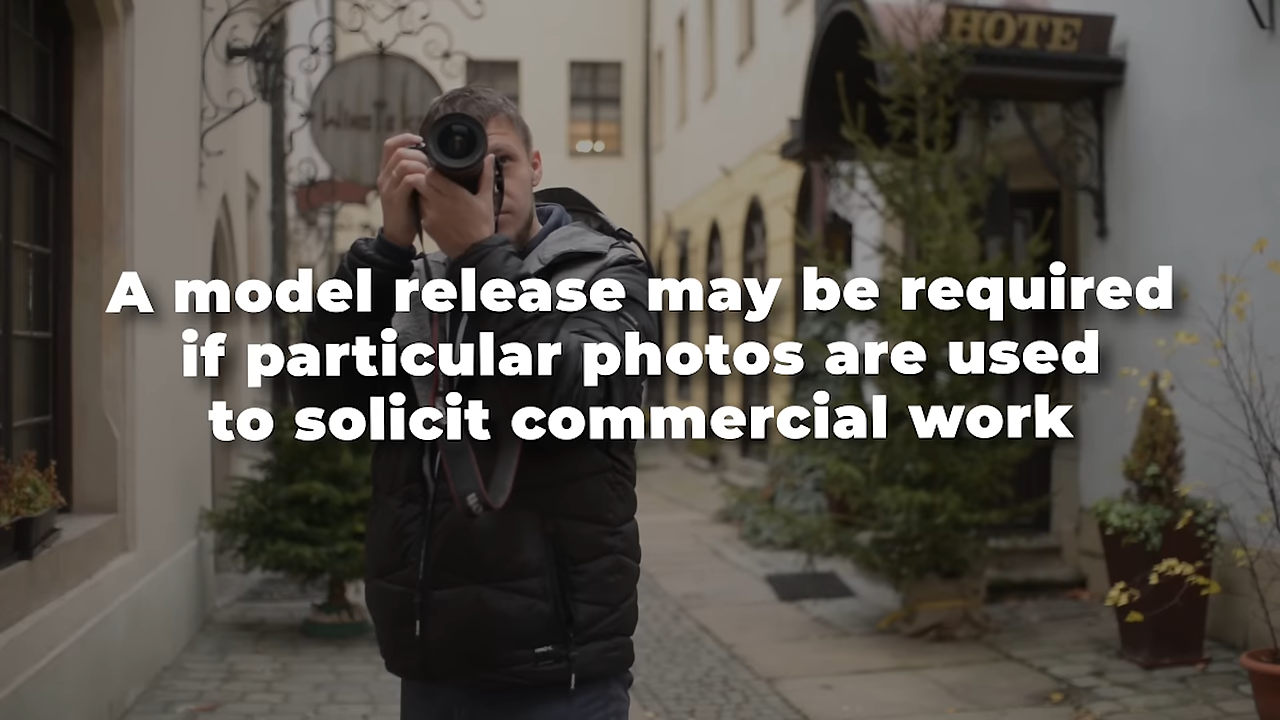 HOTE
A model release may be required
if particular photos are used
to solicit commercial work